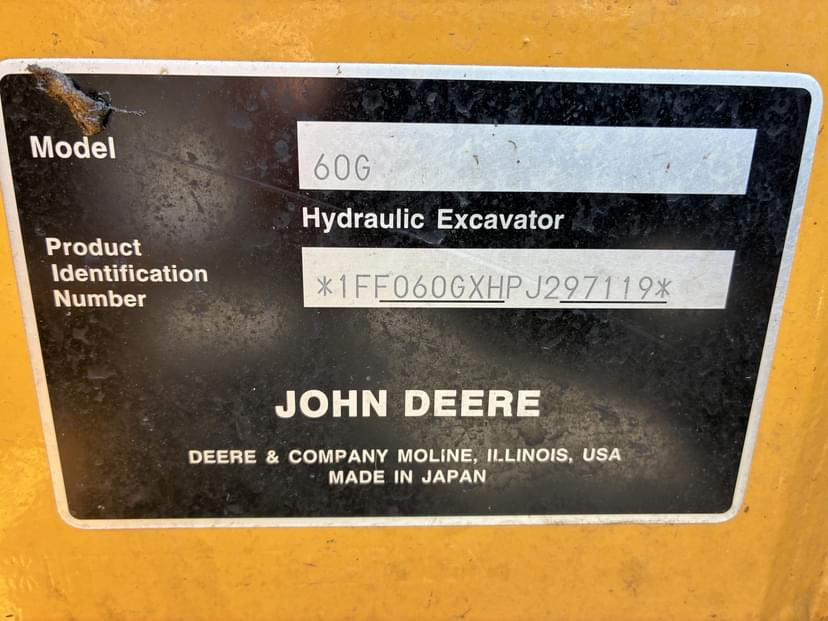 Model
60G
Hydraulic Excavator
Product
Identification
Number
*1FF060GXHPJ297119*
JOHN DEERE
DEERE & COMPANY MOLINE, ILLINOIS, USA
MADE IN JAPAN